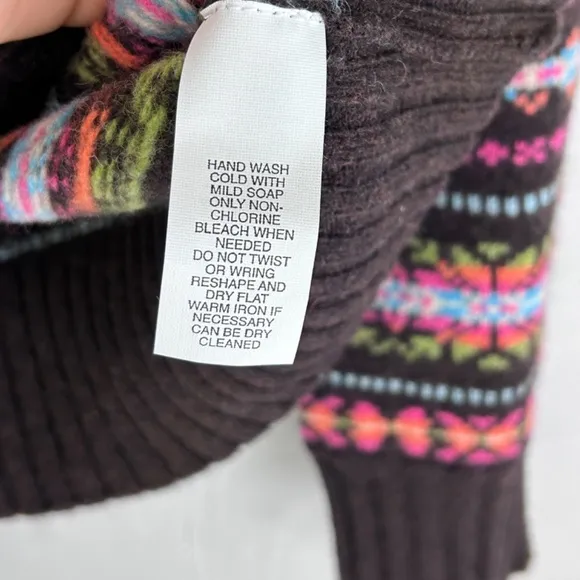 HAND WASH
COLD WITH
MILD SOAP
ONLY NON-
CHLORINE
BLEACH WHEN
NEEDED
DO NOT TWIST
OR WRING
RESHAPE AND
DRY FLAT
WARM IRON IF
NECESSARY
CAN BE DRY
CLEANED